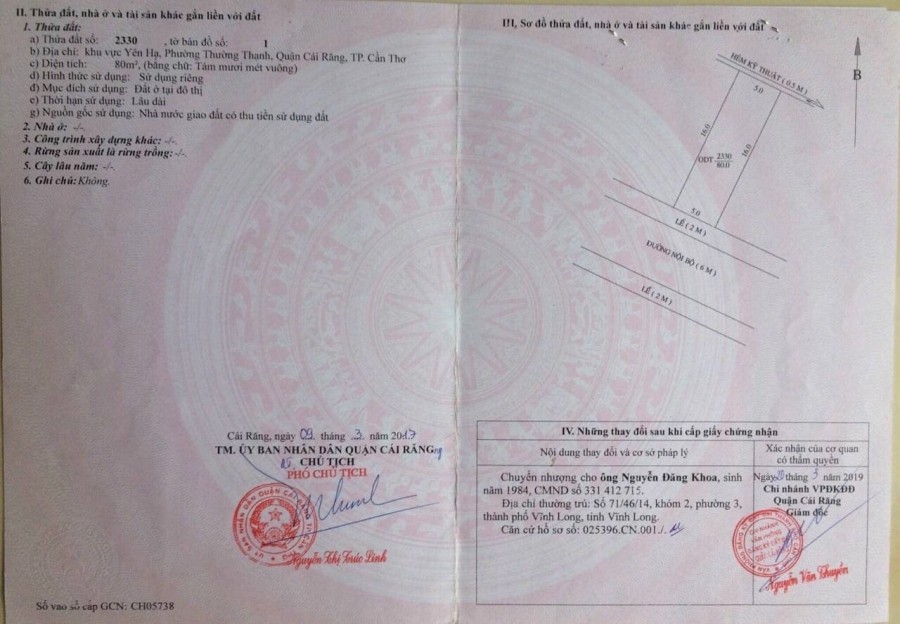 II. Thửa đất, nhà ở và tài sản khác gắn liền với đất
1. Thửa đất:
a) Thửa đất số: 2330 , tờ bản đồ số: 1
b) Địa chỉ: khu vực Yên Hạ, Phường Thường Thạnh, Quận Cái Răng, TP. Cần Thơ
c) Diện tích: 80m², (bằng chữ: Tám mươi mét vuông)
d) Hình thức sử dụng: Sử dụng riêng
đ) Mục đích sử dụng: Đất ở tại đô thị
e) Thời hạn sử dụng: Lâu dài
g) Nguồn gốc sử dụng: Nhà nước giao đất có thu tiền sử dụng đất
2. Nhà ở: -/-.
3. Công trình xây dựng khác: -/-.
4. Rừng sản xuất là rừng trồng: -/-.
5. Cây lâu năm: -/-.
6. Ghi chú: Không.
Cái Răng, ngày 09 tháng 3 năm 2017
TM. ỦY BAN NHÂN DÂN QUẬN CÁI RĂNG
CHỦ TỊCH
PHÓ CHỦ TỊCH
Nguyễn Thị Trúc Linh
Số vào sổ cấp GCN: CH05738
III. Sơ đồ thửa đất, nhà ở và tài sản khác gắn liền với đất
B
HẺM KỸ THUẬT (0.5 M)
5.0
16.0
16.0
ODT 2330
80.0
5.0
LỀ (2 M)
ĐƯỜNG NỘI BỘ (6 M)
LỀ (2 M)
IV. Những thay đổi sau khi cấp giấy chứng nhận
Nội dung thay đổi và cơ sở pháp lý
Xác nhận của cơ quan
có thẩm quyền
Chuyển nhượng cho ông Nguyễn Đăng Khoa, sinh
năm 1984, CMND số 331 412 715.
Địa chỉ thường trú: Số 71/46/14, khóm 2, phường 3,
thành phố Vĩnh Long, tỉnh Vĩnh Long.
Căn cứ hồ sơ số: 025396.CN.001./.
Ngày tháng 3 năm 2019
Chi nhánh VPĐKĐĐ
Quận Cái Răng
Giám đốc
Nguyễn Văn Thuyền